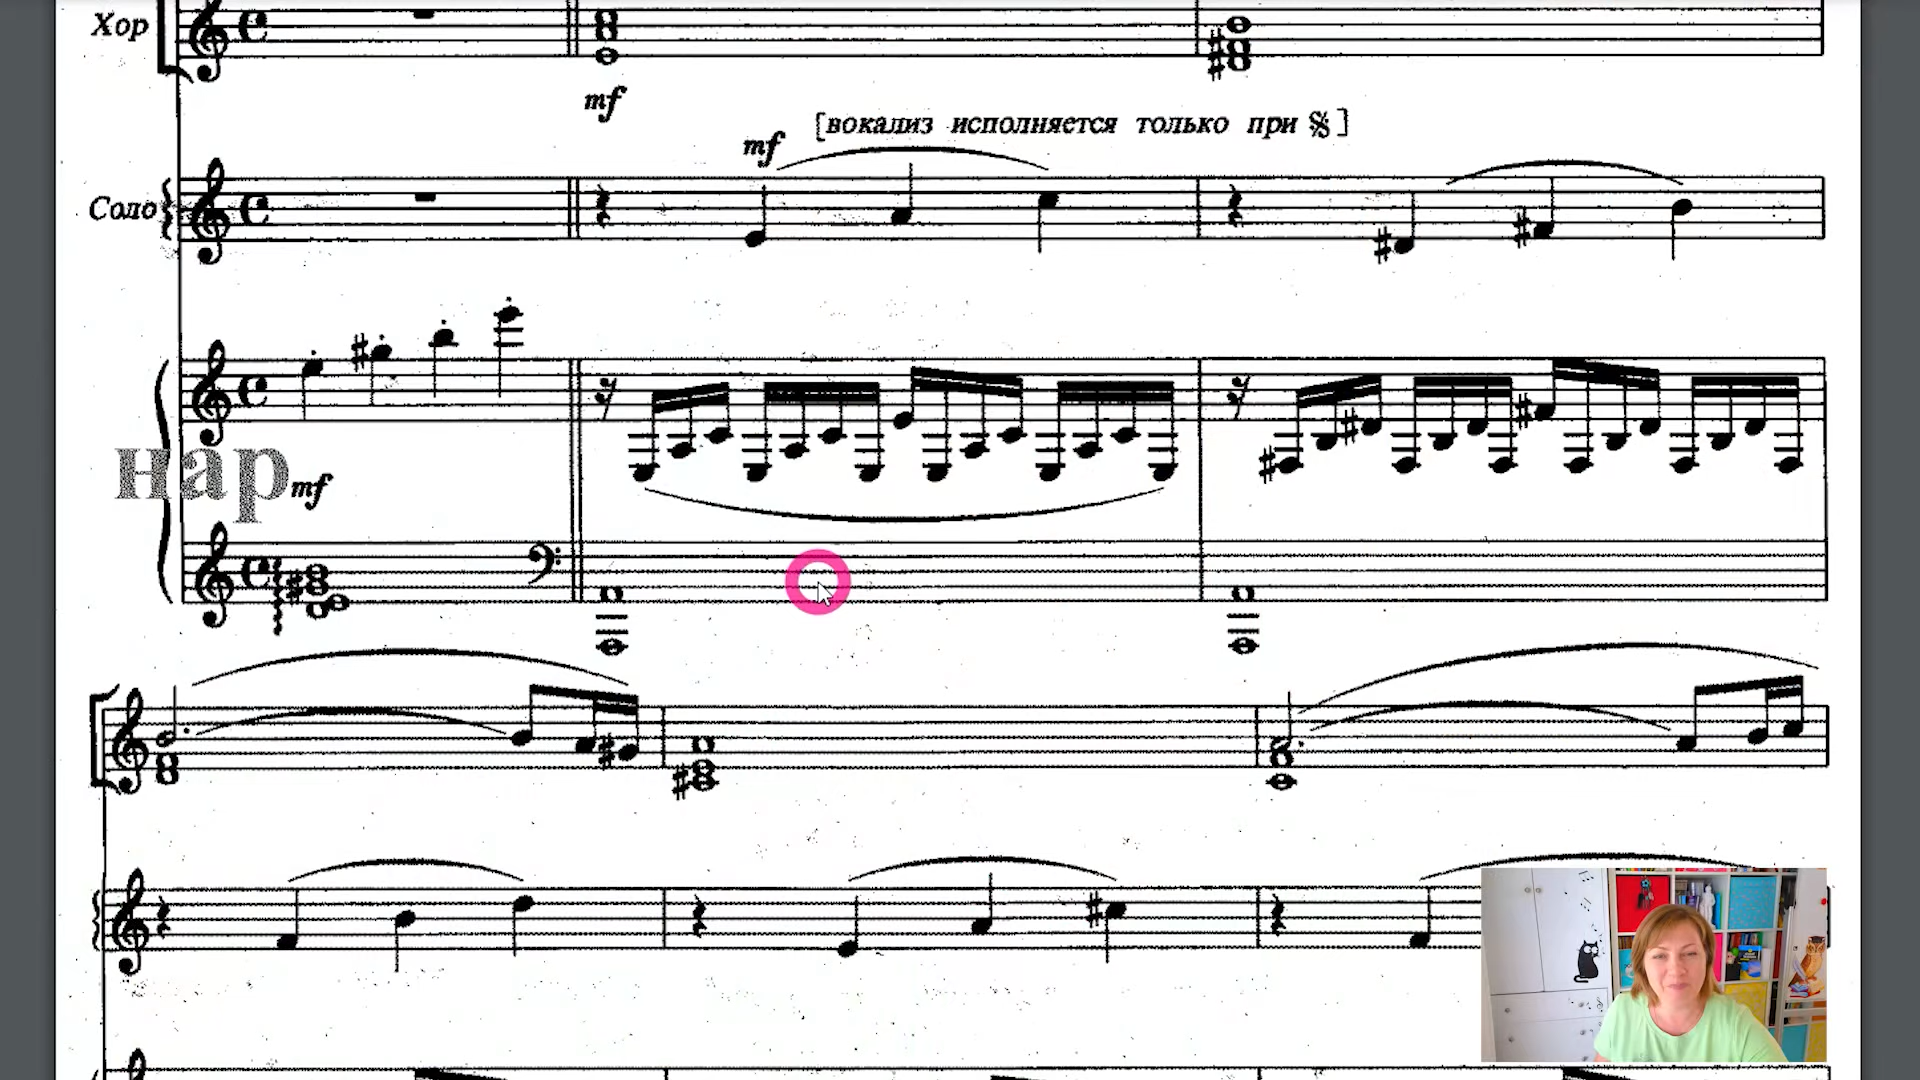 Хор
mf
[вокализ исполняется только при 𝄋]
mf
Соло
нар
mf